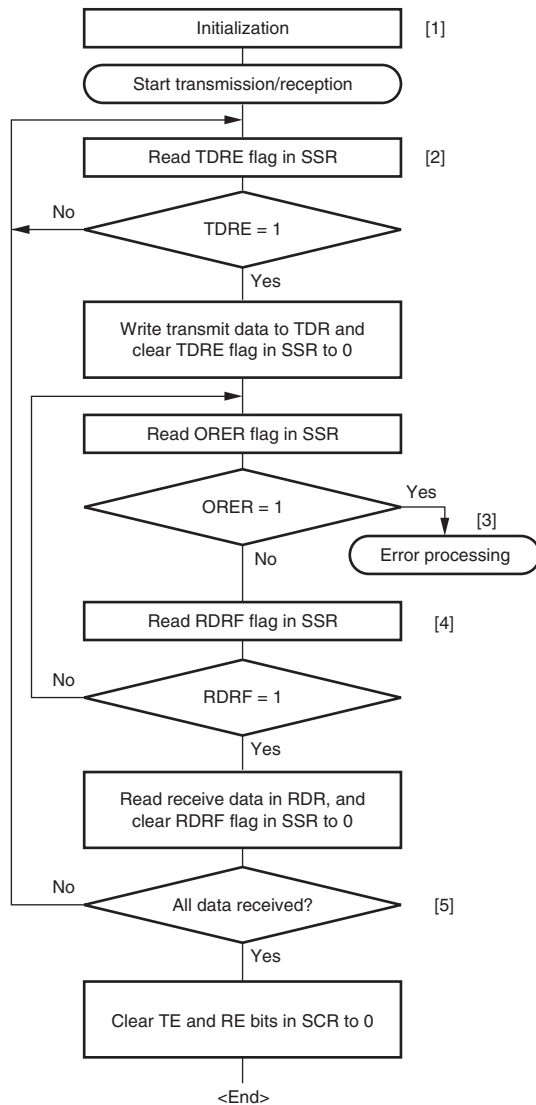 Initialization
[1]
Start transmission/reception
Read TDRE flag in SSR
[2]
No
TDRE = 1
Yes
Write transmit data to TDR and
clear TDRE flag in SSR to 0
Read ORER flag in SSR
ORER = 1
Yes
[3]
Error processing
No
Read RDRF flag in SSR
[4]
No
RDRF = 1
Yes
Read receive data in RDR, and
clear RDRF flag in SSR to 0
No
All data received?
[5]
Yes
Clear TE and RE bits in SCR to 0
<End>